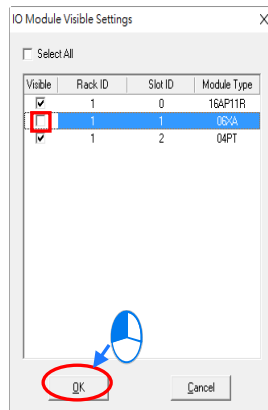 IO Module Visible Settings X
Select All
Visible Rack ID Slot ID Module Type
1 0 16AP11R
1 1 06XA
1 2 04PT
OK Cancel